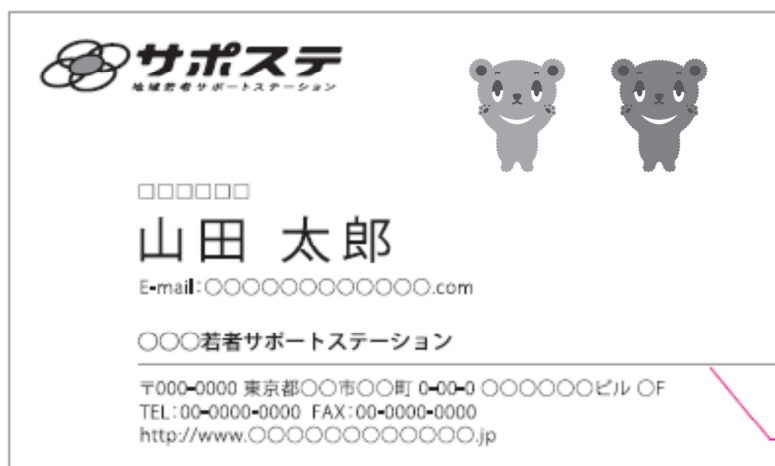 サポステ
地域若者サポートステーション
□□□□□□
山田 太郎
E-mail:○○○○○○○○○○○○.com
○○○若者サポートステーション
〒000-0000 東京都○○市○○町 0-00-0 ○○○○○○ビル ○F
TEL:00-0000-0000 FAX:00-0000-0000
http://www.○○○○○○○○○○○○.jp